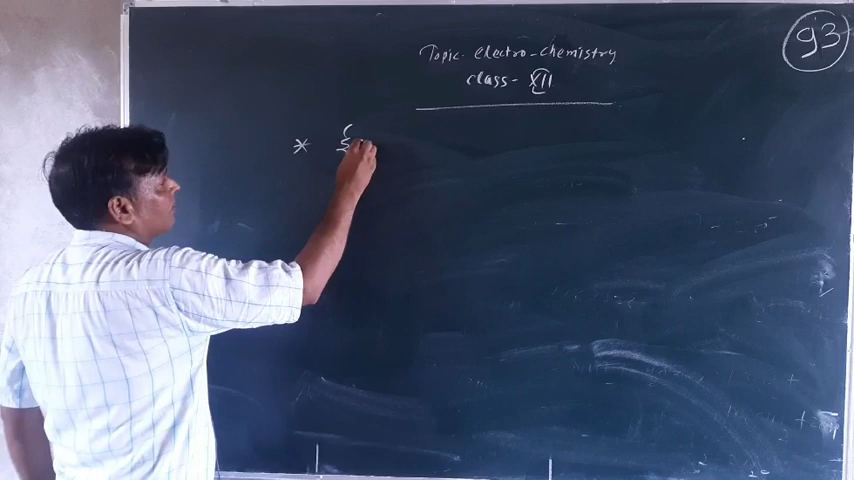 93
Topic- electro-chemistry
class- XII
*